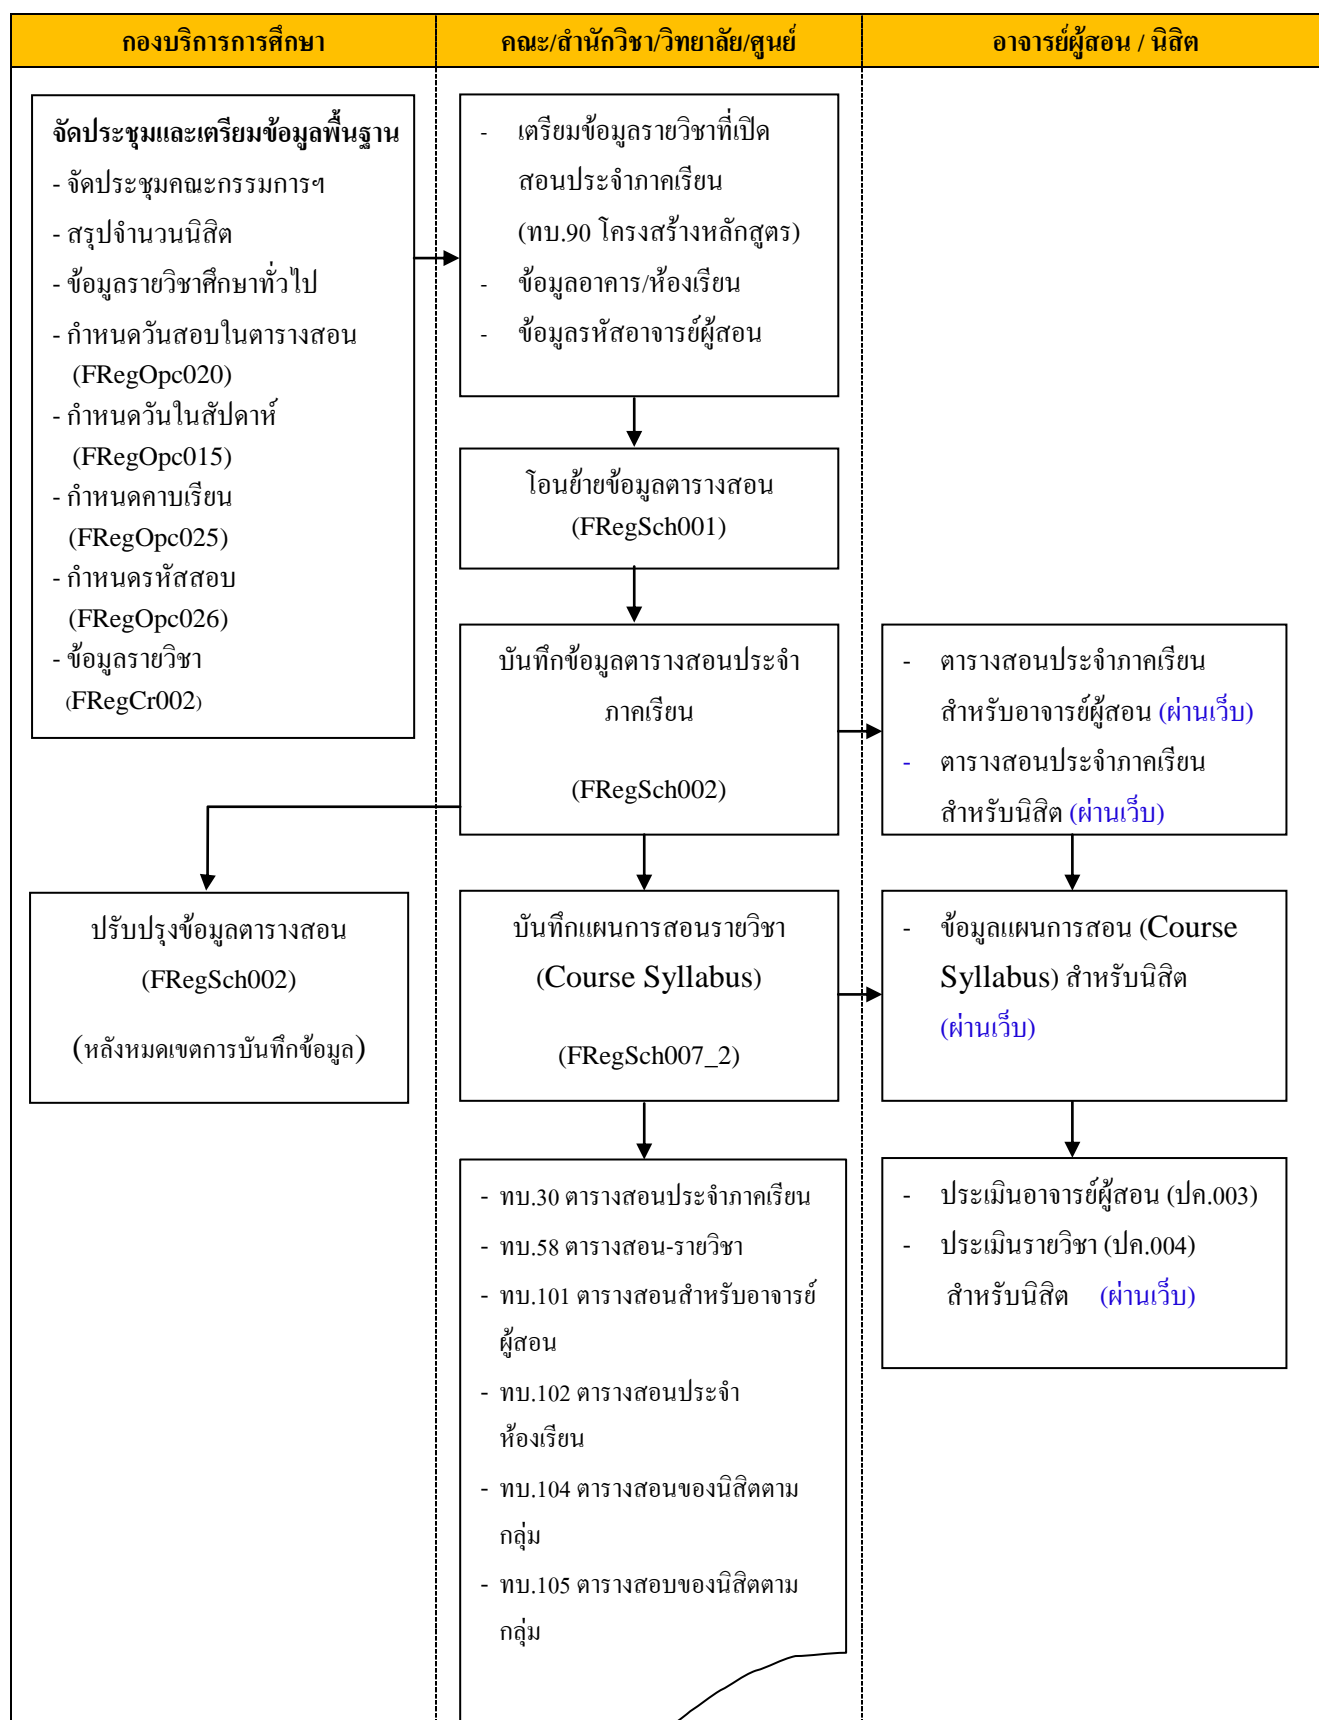 กองบริการการศึกษา
คณะ/สำนักวิชา/วิทยาลัย/ศูนย์
อาจารย์ผู้สอน / นิสิต
จัดประชุมและเตรียมข้อมูลพื้นฐาน
- จัดประชุมคณะกรรมการฯ
- สรุปจำนวนนิสิต
- ข้อมูลรายวิชาศึกษาทั่วไป
- กำหนดวันสอบในตารางสอน
(FRegOpc020)
- กำหนดวันในสัปดาห์
(FRegOpc015)
- กำหนดคาบเรียน
(FRegOpc025)
- กำหนดรหัสสอบ
(FRegOpc026)
- ข้อมูลรายวิชา
(FRegCr002)
- เตรียมข้อมูลรายวิชาที่เปิด
สอนประจำภาคเรียน
(ทบ.90 โครงสร้างหลักสูตร)
- ข้อมูลอาคาร/ห้องเรียน
- ข้อมูลรหัสอาจารย์ผู้สอน
โอนย้ายข้อมูลตารางสอน
(FRegSch001)
บันทึกข้อมูลตารางสอนประจำ
ภาคเรียน
(FRegSch002)
- ตารางสอนประจำภาคเรียน
สำหรับอาจารย์ผู้สอน (ผ่านเว็บ)
- ตารางสอนประจำภาคเรียน
สำหรับนิสิต (ผ่านเว็บ)
ปรับปรุงข้อมูลตารางสอน
(FRegSch002)
(หลังหมดเขตการบันทึกข้อมูล)
บันทึกแผนการสอนรายวิชา
(Course Syllabus)
(FRegSch007_2)
- ข้อมูลแผนการสอน (Course
Syllabus) สำหรับนิสิต
(ผ่านเว็บ)
- ทบ.30 ตารางสอนประจำภาคเรียน
- ทบ.58 ตารางสอน-รายวิชา
- ทบ.101 ตารางสอนสำหรับอาจารย์
ผู้สอน
- ทบ.102 ตารางสอนประจำ
ห้องเรียน
- ทบ.104 ตารางสอนของนิสิตตาม
กลุ่ม
- ทบ.105 ตารางสอบของนิสิตตาม
กลุ่ม
- ประเมินอาจารย์ผู้สอน (ปค.003)
- ประเมินรายวิชา (ปค.004)
สำหรับนิสิต (ผ่านเว็บ)